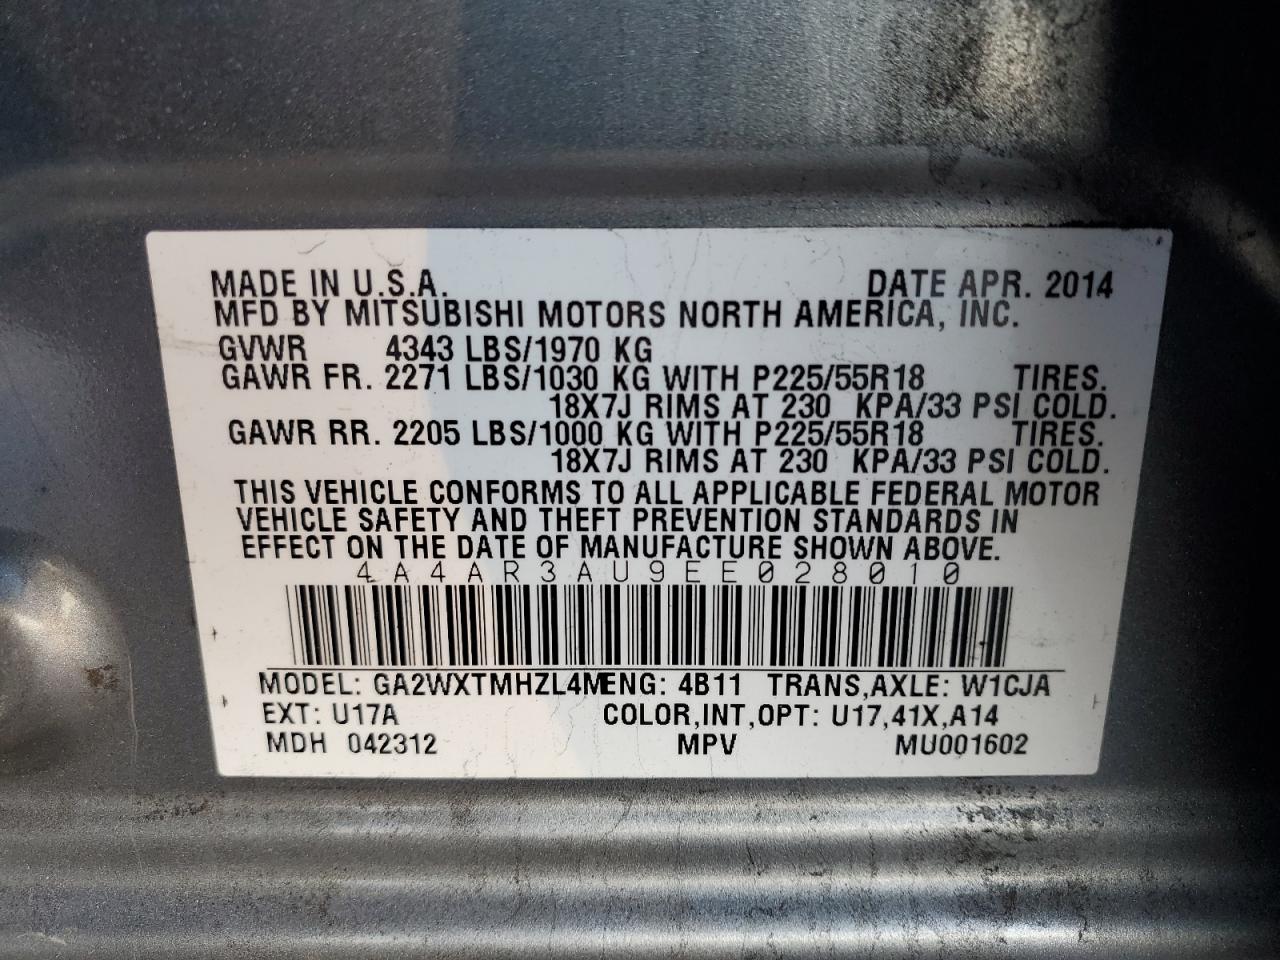 MADE IN U.S.A. DATE APR. 2014
MFD BY MITSUBISHI MOTORS NORTH AMERICA, INC.
GVWR 4343 LBS/1970 KG
GAWR FR. 2271 LBS/1030 KG WITH P225/55R18 TIRES.
18X7J RIMS AT 230 KPA/33 PSI COLD.
GAWR RR. 2205 LBS/1000 KG WITH P225/55R18 TIRES.
18X7J RIMS AT 230 KPA/33 PSI COLD.
THIS VEHICLE CONFORMS TO ALL APPLICABLE FEDERAL MOTOR
VEHICLE SAFETY AND THEFT PREVENTION STANDARDS IN
EFFECT ON THE DATE OF MANUFACTURE SHOWN ABOVE.
4A4AR3AU9EE028010
MODEL: GA2WXTMHZL4M ENG: 4B11 TRANS,AXLE: W1CJA
EXT: U17A COLOR,INT,OPT: U17,41X,A14
MDH 042312 MPV MU001602